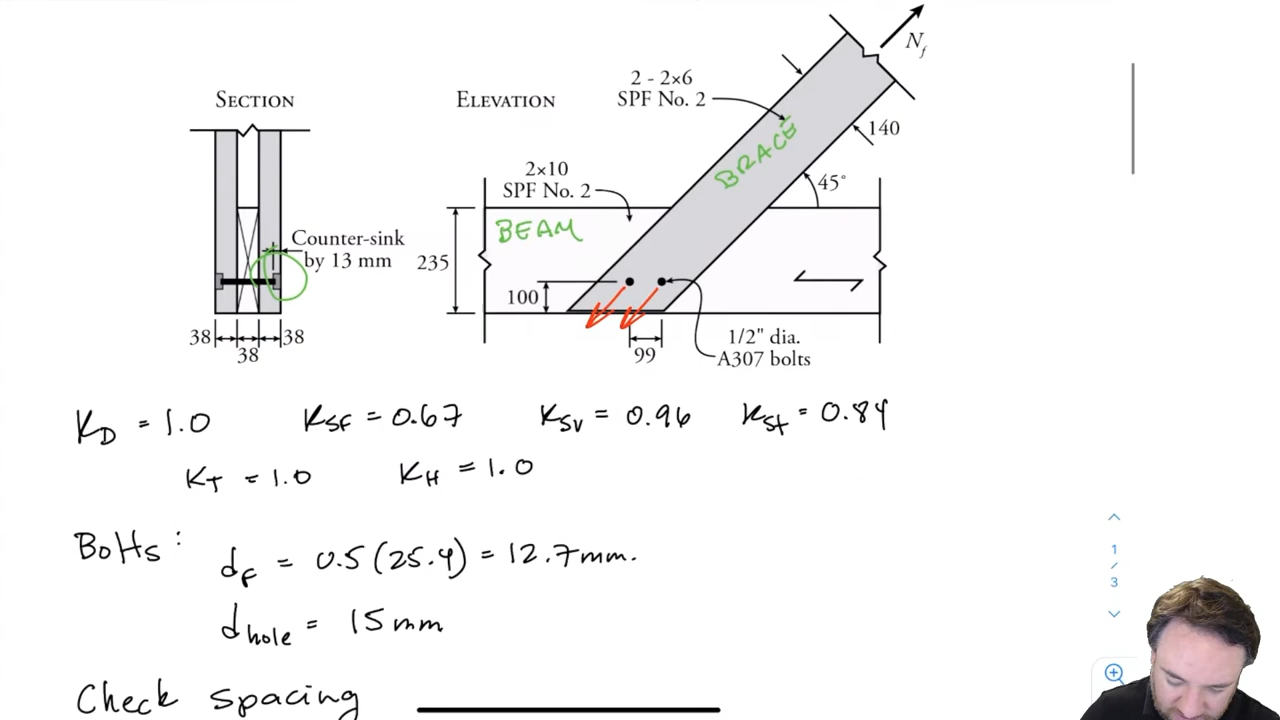 SECTION
ELEVATION
2 - 2×6
SPF No. 2
N_f
BRACE
140
45°
2×10
SPF No. 2
BEAM
Counter-sink
by 13 mm
235
100
38
38
38
99
1/2" dia.
A307 bolts
K_D = 1.0 K_SF = 0.67 K_Sv = 0.96 K_St = 0.84
K_T = 1.0 K_H = 1.0
Bolts : d_F = 0.5 (25.4) = 12.7mm.
d_hole = 15 mm
Check spacing
1
/
3